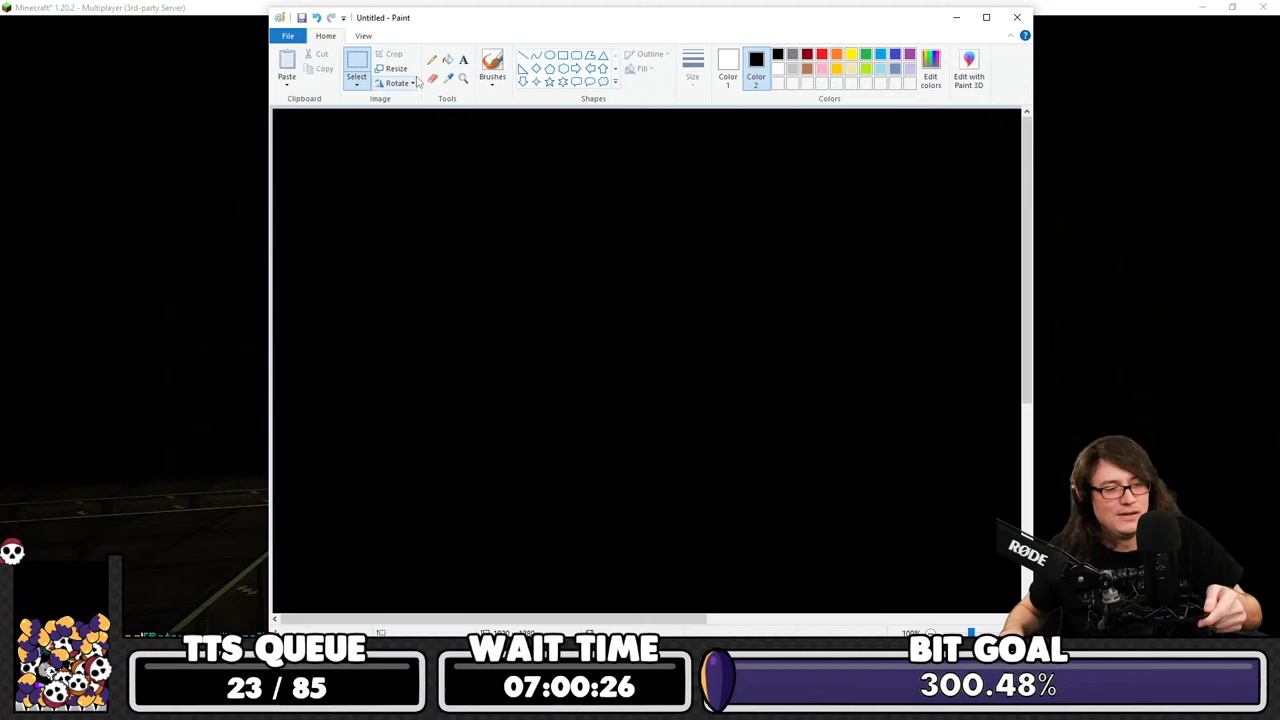 Minecraft* 1.20.2 - Multiplayer (3rd-party Server)
Untitled - Paint
File Home View
Paste
Cut
Copy
Clipboard
Select
Crop
Resize
Rotate
Image
Tools
Brushes
Shapes
Outline
Fill
Size
Color 1
Color 2
Colors
Edit colors
Edit with Paint 3D
100%
RØDE
TTS QUEUE
23 / 85
WAIT TIME
07:00:26
BIT GOAL
300.48%